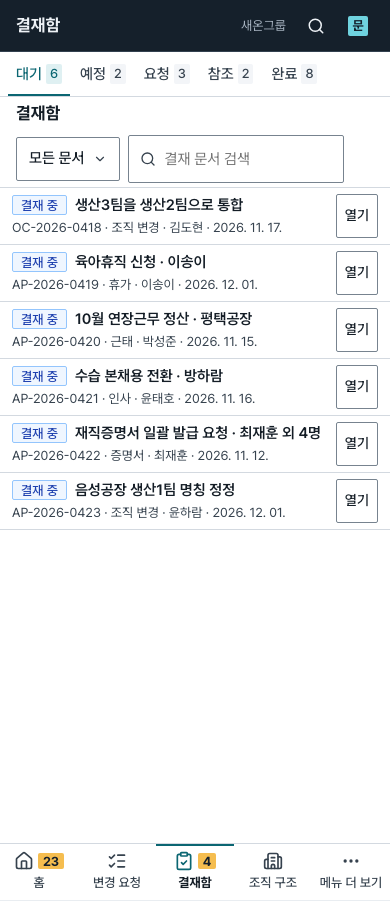 결재함 새온그룹 문
대기 6 예정 2 요청 3 참조 2 완료 8
결재함
모든 문서 결재 문서 검색
결재 중 생산3팀을 생산2팀으로 통합
OC-2026-0418 · 조직 변경 · 김도현 · 2026. 11. 17.
열기
결재 중 육아휴직 신청 · 이송이
AP-2026-0419 · 휴가 · 이송이 · 2026. 12. 01.
열기
결재 중 10월 연장근무 정산 · 평택공장
AP-2026-0420 · 근태 · 박성준 · 2026. 11. 15.
열기
결재 중 수습 본채용 전환 · 방하람
AP-2026-0421 · 인사 · 윤태호 · 2026. 11. 16.
열기
결재 중 재직증명서 일괄 발급 요청 · 최재훈 외 4명
AP-2026-0422 · 증명서 · 최재훈 · 2026. 11. 12.
열기
결재 중 음성공장 생산1팀 명칭 정정
AP-2026-0423 · 조직 변경 · 윤하람 · 2026. 12. 01.
열기
23 4
홈 변경 요청 결재함 조직 구조 메뉴 더 보기